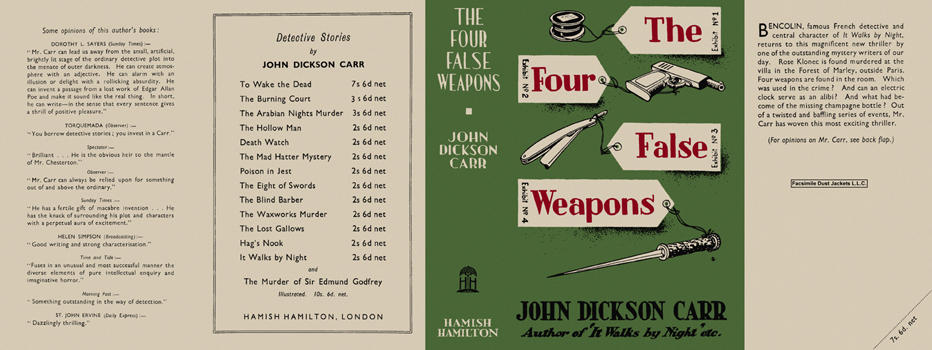 Some opinions of this author's books:
DOROTHY L. SAYERS (Sunday Times) :—
"Mr. Carr can lead us away from the small, artificial,
brightly lit stage of the ordinary detective plot into
the menace of outer darkness. He can create atmos-
phere with an adjective. He can alarm with an
illusion or delight with a rollicking absurdity. He
can invent a passage from a lost work of Edgar Allan
Poe and make it sound like the real thing. In short,
he can write—in the sense that every sentence gives
a thrill of positive pleasure."
TORQUEMADA (Observer) :—
"You borrow detective stories ; you invest in a Carr."
Spectator :—
"Brilliant . . . He is the obvious heir to the mantle
of Mr. Chesterton."
Observer :—
"Mr. Carr can always be relied upon for something
out of and above the ordinary."
Sunday Times :—
"He has a fertile gift of macabre invention . . . He
has the knack of surrounding his plot and characters
with a perpetual aura of excitement."
HELEN SIMPSON (Broadcasting) :—
"Good writing and strong characterisation."
Time and Tide :—
"Fuses in an unusual and most successful manner the
diverse elements of pure intellectual enquiry and
imaginative horror."
Morning Post :—
"Something outstanding in the way of detection."
ST. JOHN ERVINE (Daily Express) :—
"Dazzlingly thrilling."
Detective Stories
by
JOHN DICKSON CARR
To Wake the Dead 7s 6d net
The Burning Court 3s 6d net
The Arabian Nights Murder 3s 6d net
The Hollow Man 2s 6d net
Death Watch 2s 6d net
The Mad Hatter Mystery 2s 6d net
Poison in Jest 2s 6d net
The Eight of Swords 2s 6d net
The Blind Barber 2s 6d net
The Waxworks Murder 2s 6d net
The Lost Gallows 2s 6d net
Hag's Nook 2s 6d net
It Walks by Night 2s 6d net
and
The Murder of Sir Edmund Godfrey
Illustrated. 10s. 6d. net.
HAMISH HAMILTON, LONDON
THE
FOUR
FALSE
WEAPONS
JOHN
DICKSON
CARR
HAMISH
HAMILTON
The
Exhibit No 1
Four
Exhibit No 2
False
Exhibit No 3
Weapons
Exhibit No 4
JOHN DICKSON CARR
Author of 'It Walks by Night' etc.
BENCOLIN, famous French detective and
central character of It Walks by Night,
returns to this magnificent new thriller by
one of the outstanding mystery writers of our
day. Rose Klonec is found murdered at the
villa in the Forest of Marley, outside Paris.
Four weapons are found in the room. Which
was used in the crime ? And can an electric
clock serve as an alibi ? And what had be-
come of the missing champagne bottle ? Out
of a twisted and baffling series of events, Mr.
Carr has woven this most exciting thriller.
(For opinions on Mr. Carr, see back flap.)
Facsimile Dust Jackets L.L.C.
7s. 6d. net